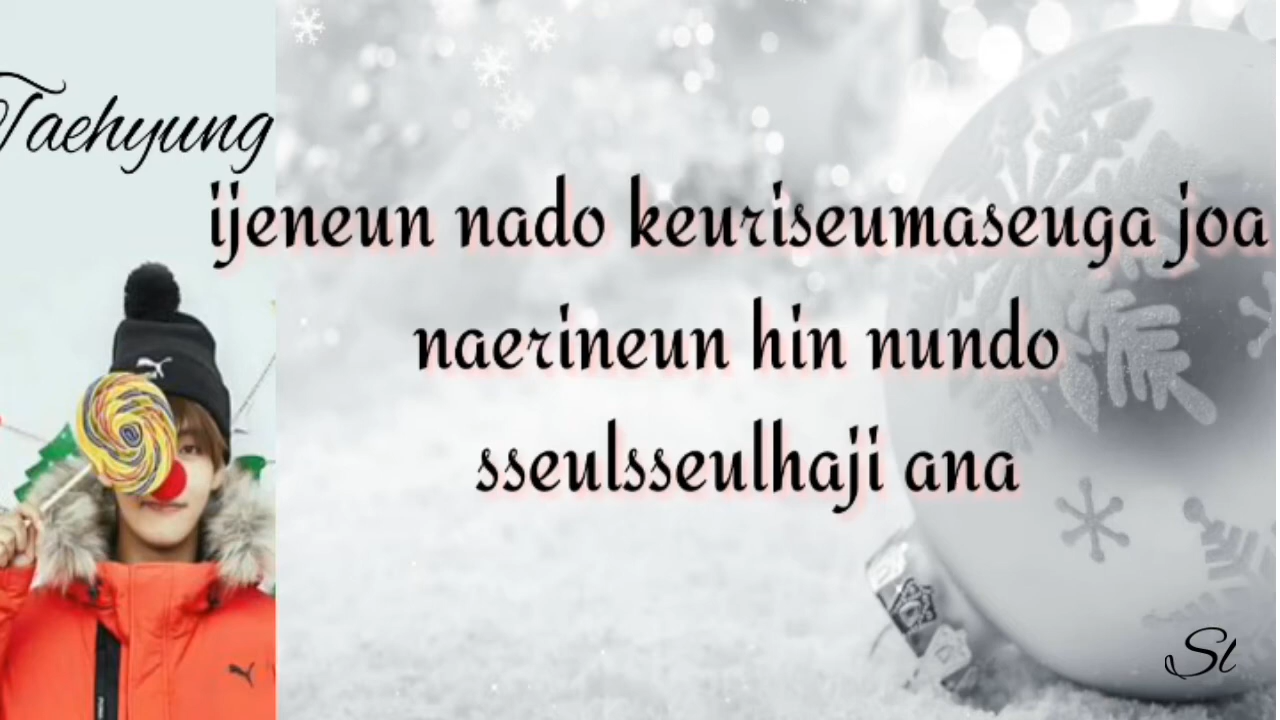 Taehyung
ijeneun nado keuriseumaseuga joa
naerineun hin nundo
sseulsseulhaji ana
Sl